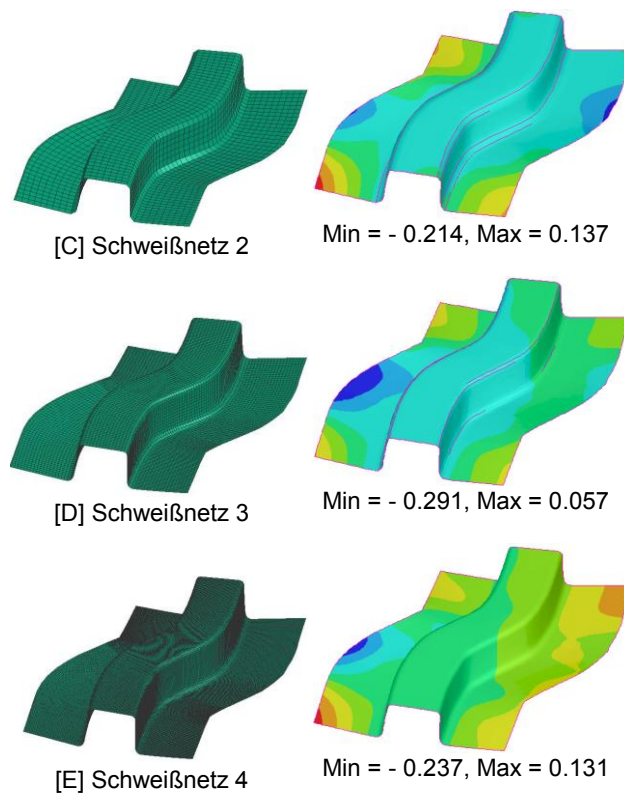 [C] Schweißnetz 2
Min = - 0.214, Max = 0.137
[D] Schweißnetz 3
Min = - 0.291, Max = 0.057
[E] Schweißnetz 4
Min = - 0.237, Max = 0.131